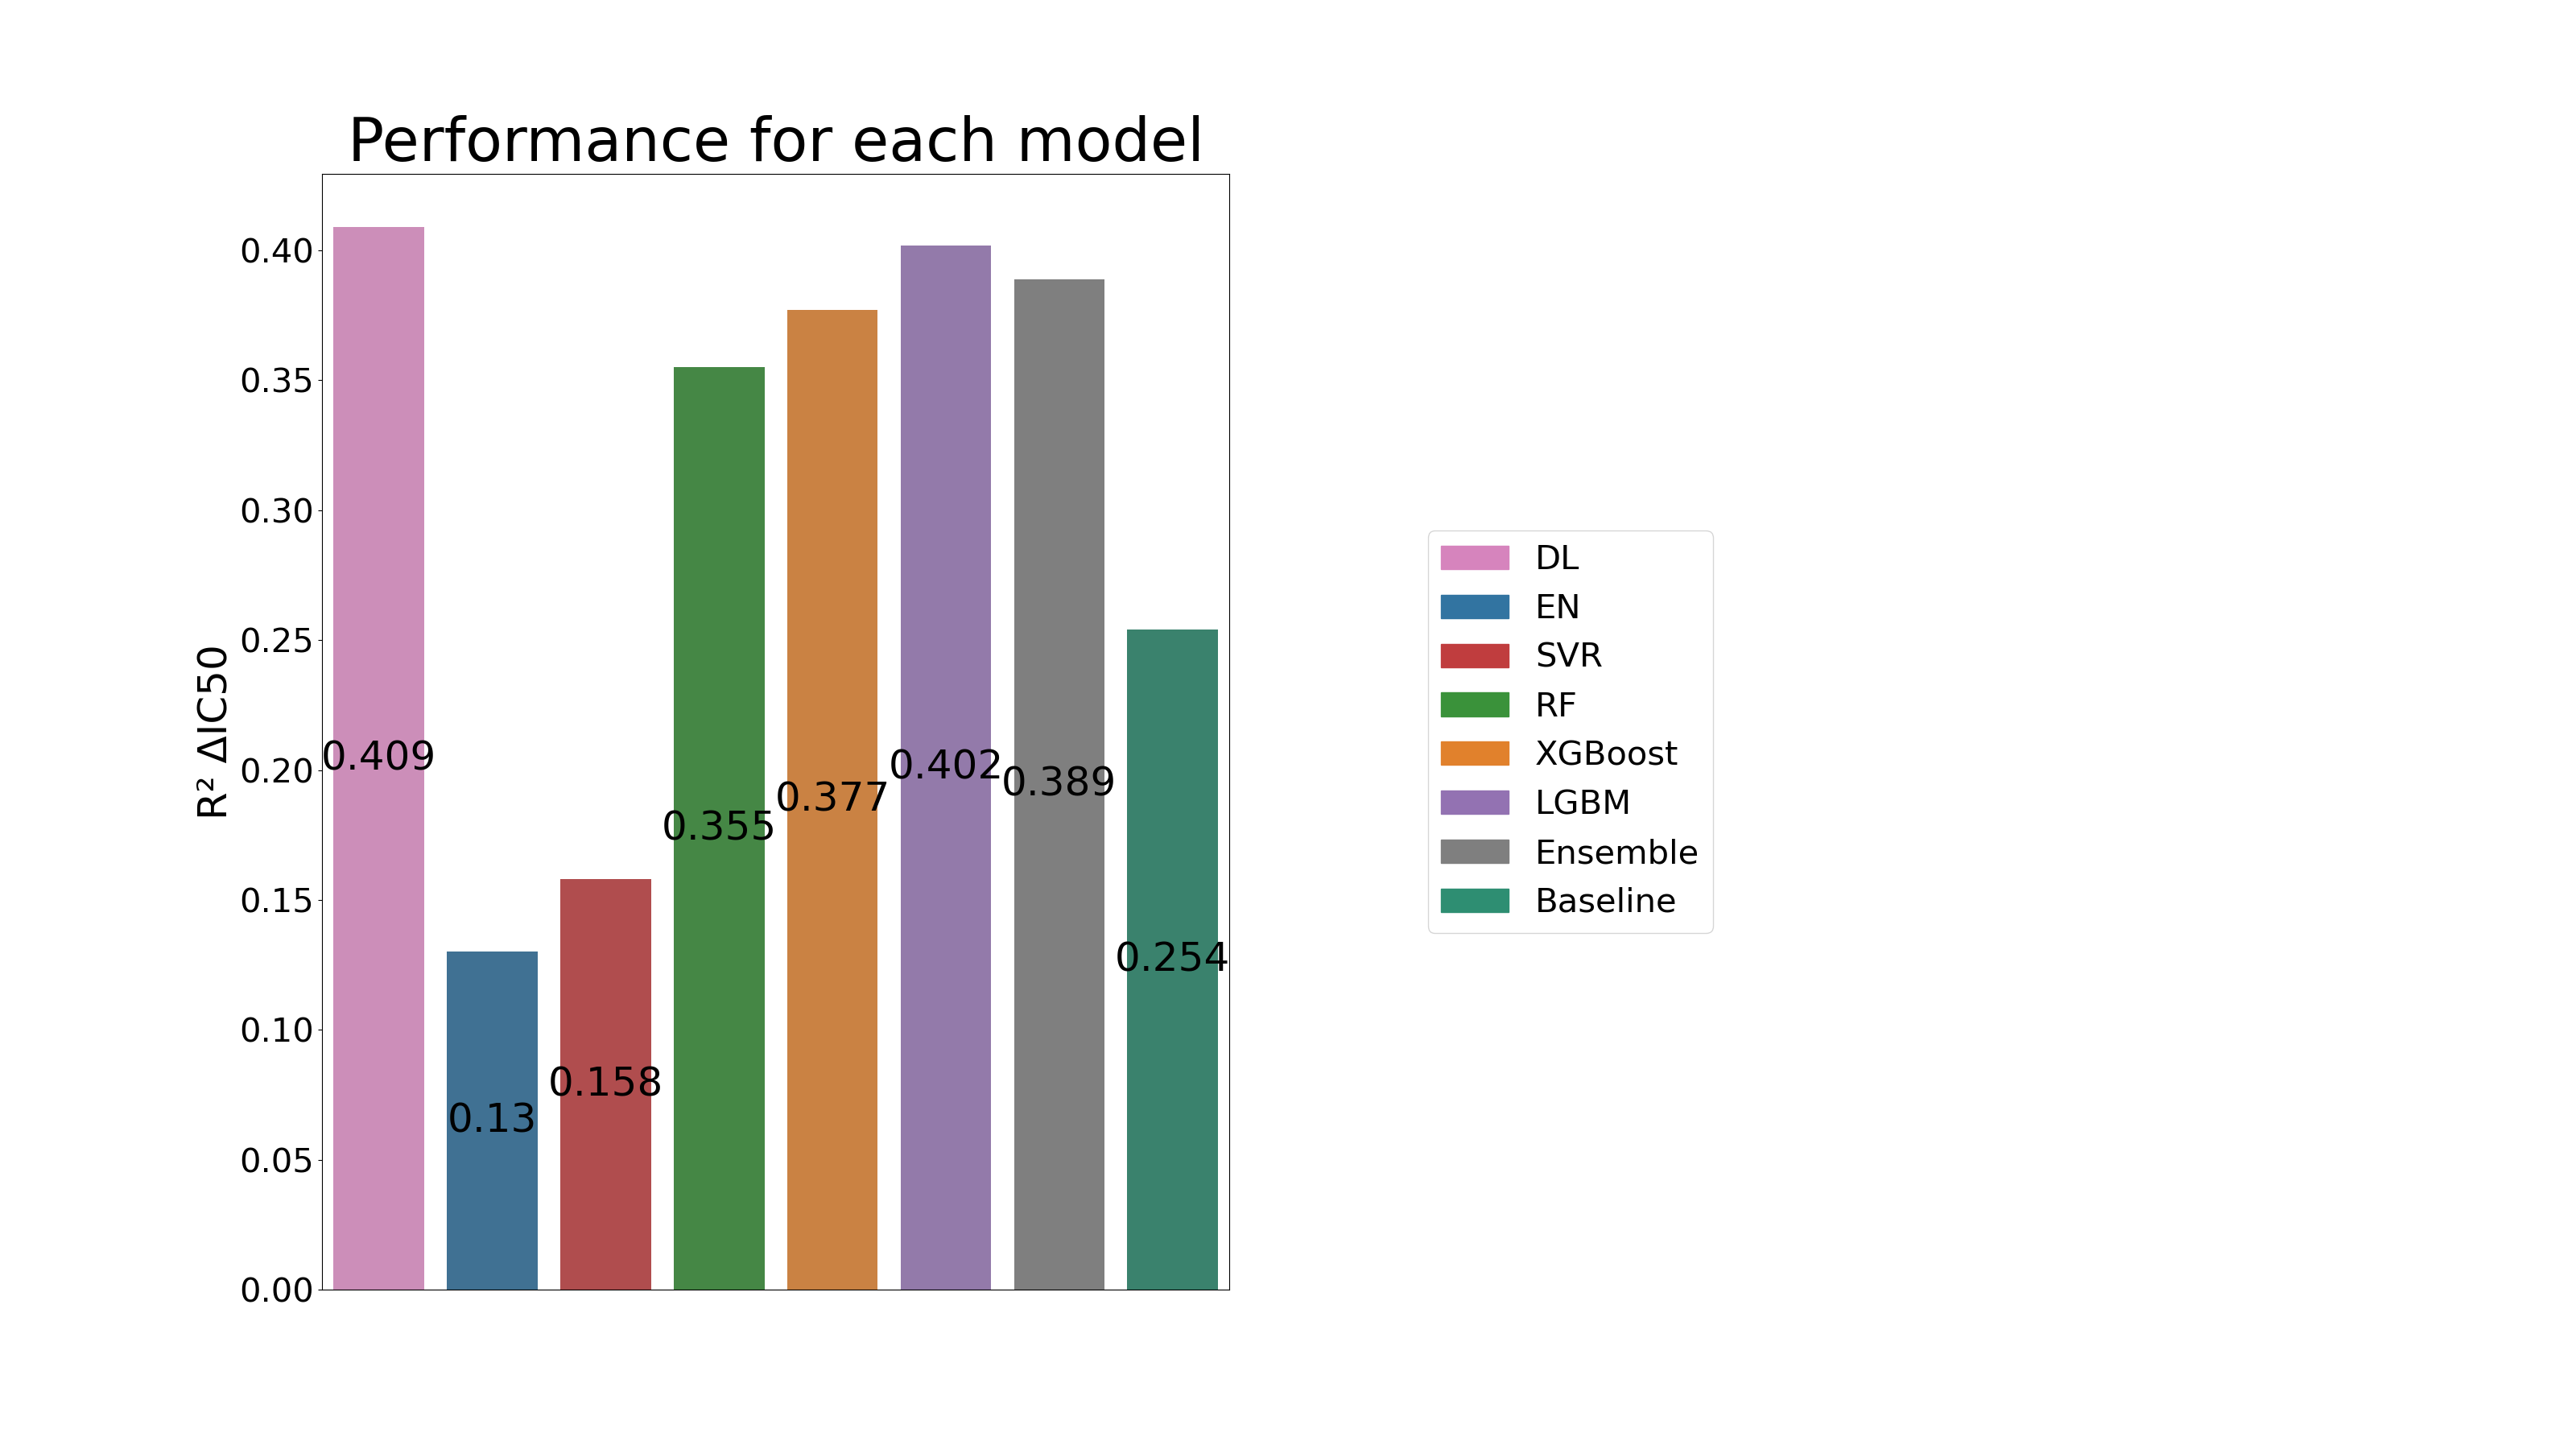 Performance for each model
R² ΔIC50
0.40
0.35
0.30
0.25
0.20
0.15
0.10
0.05
0.00
0.409
0.13
0.158
0.355
0.377
0.402
0.389
0.254
DL
EN
SVR
RF
XGBoost
LGBM
Ensemble
Baseline